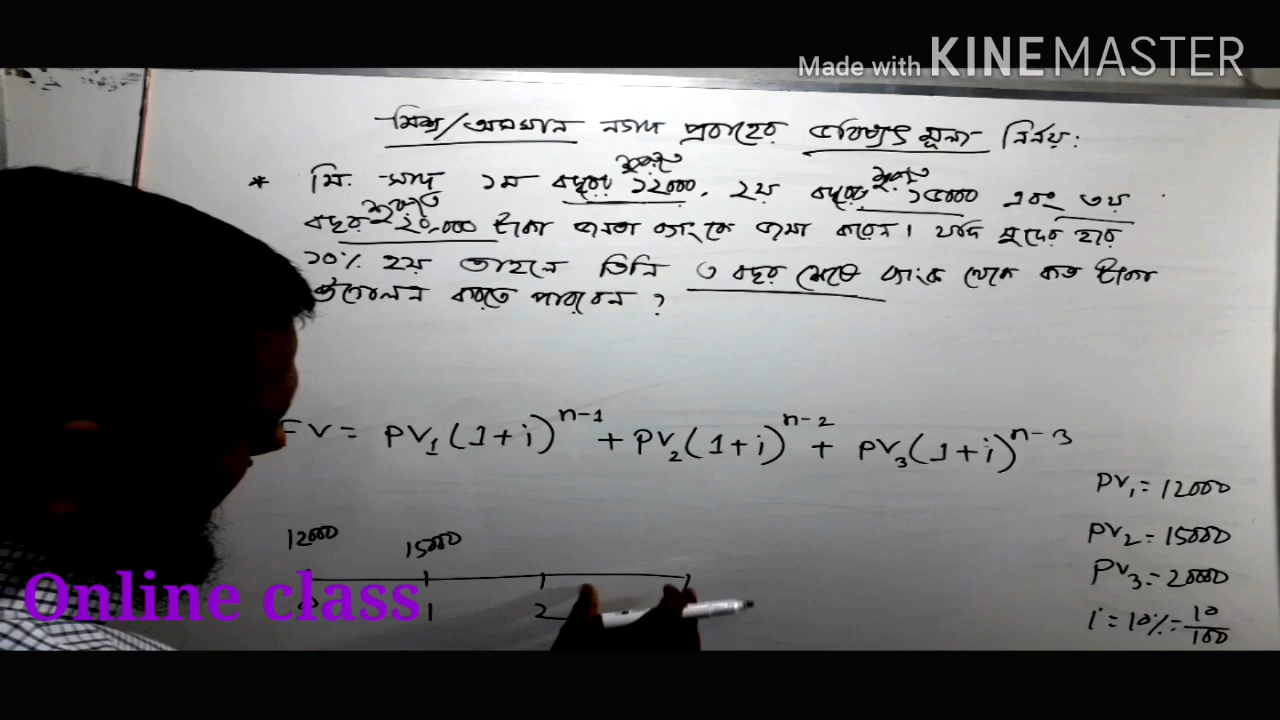 Made with KINEMASTER
মিশ্র/অসমান নগদ প্রবাহের ভবিষ্যৎ মূল্য নির্নয়:
শুরুতে শুরুতে
* মি. সাদ ১ম বছরের ১২০০০, ২য় বছরের ১৫০০০ এবং ৩য়
শুরুতে
বছর ২০,০০০ টাকা জনতা ব্যাংকে জমা করেন। যদি সুদের হার
১০% হয় তাহলে তিনি ৩ বছর শেষে ব্যাংক থেকে কত টাকা
উত্তোলন করতে পারবেন ?
FV = PV₁(1+i)ⁿ⁻¹ + PV₂(1+i)ⁿ⁻² + PV₃(1+i)ⁿ⁻³
PV₁ = 12000
PV₂ = 15000
PV₃ = 20000
i = 10% = 10/100
12000 15000
1 2
Online class